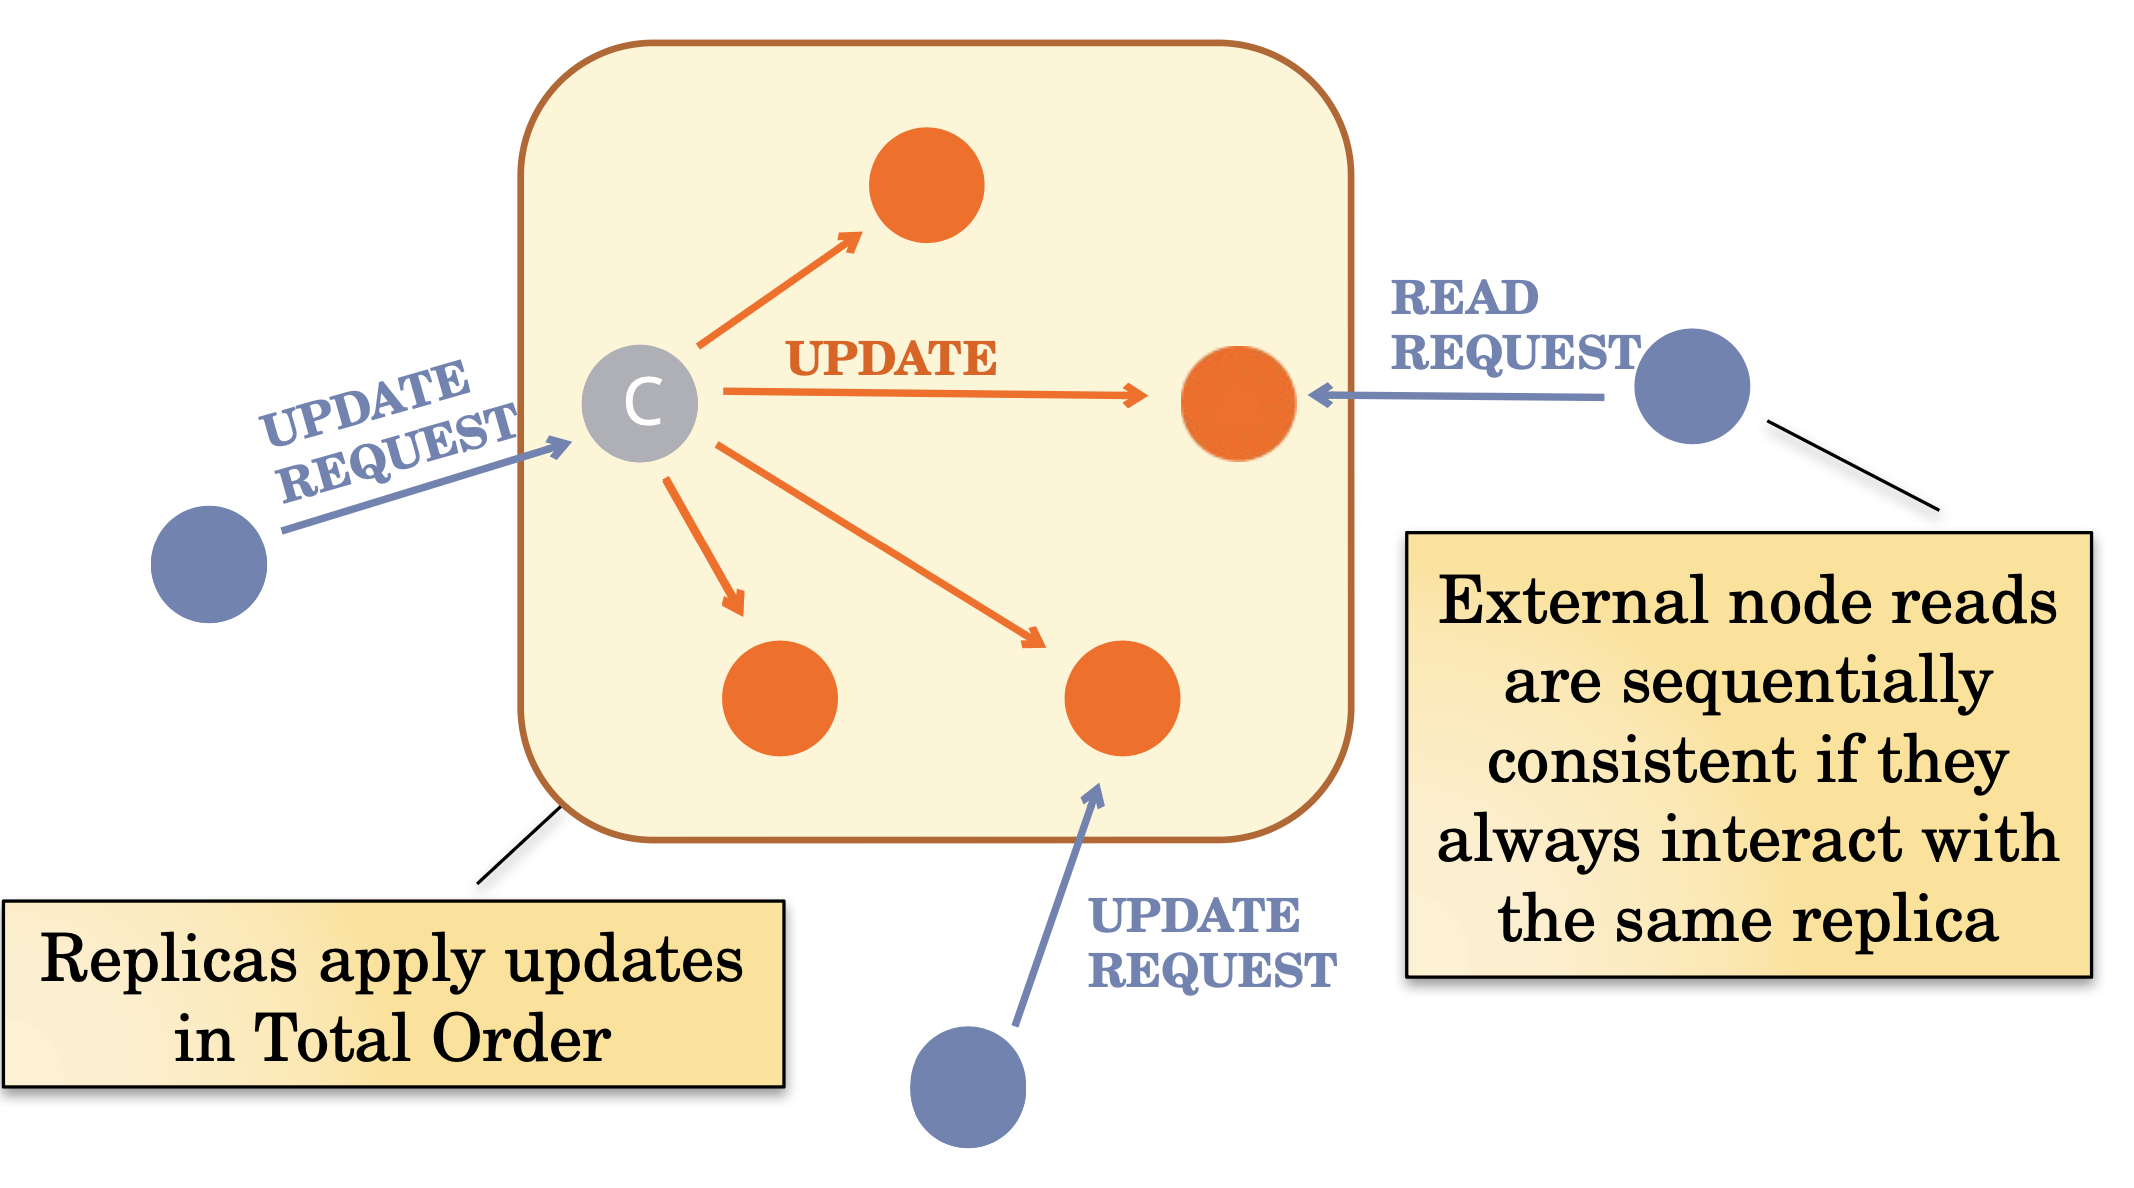 UPDATE
REQUEST
C
UPDATE
READ
REQUEST
External node reads
are sequentially
consistent if they
always interact with
the same replica
Replicas apply updates
in Total Order
UPDATE
REQUEST